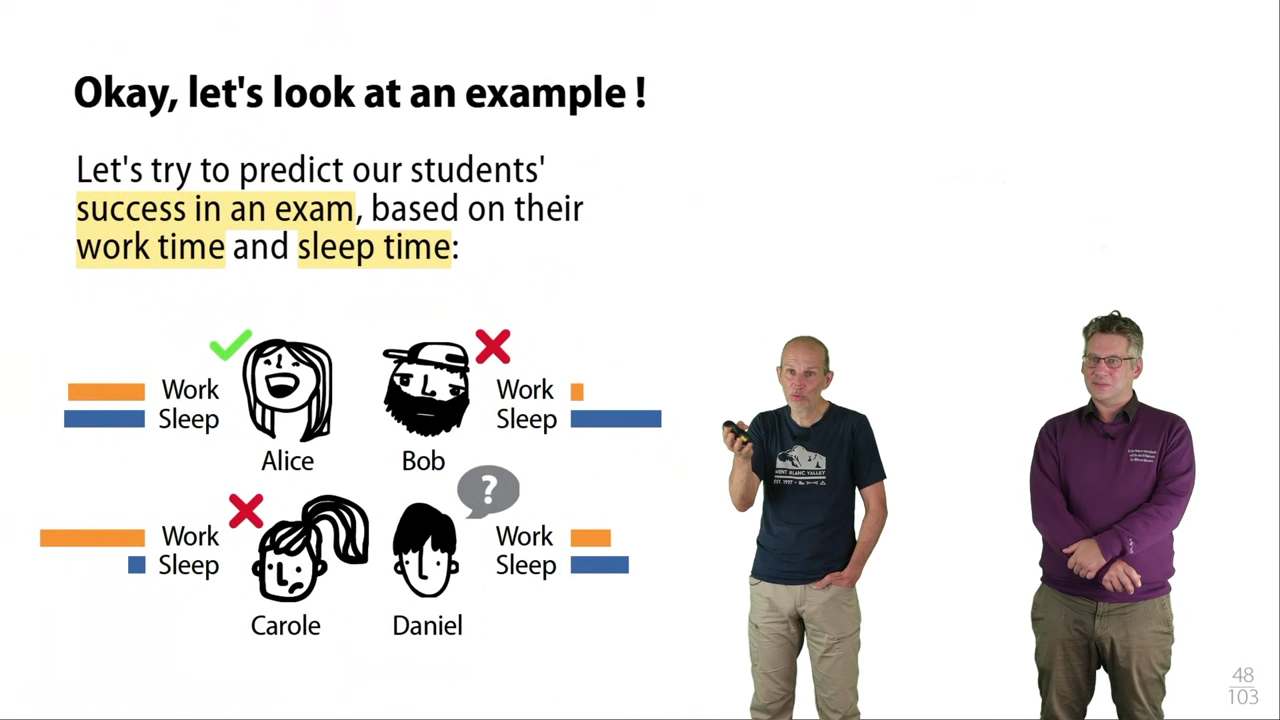 Okay, let's look at an example !
Let's try to predict our students'
success in an exam, based on their
work time and sleep time:
Work
Sleep
Alice
Work
Sleep
Bob
Work
Sleep
Carole
?
Work
Sleep
Daniel
MONT BLANC VALLEY
EST. 1997
48
103